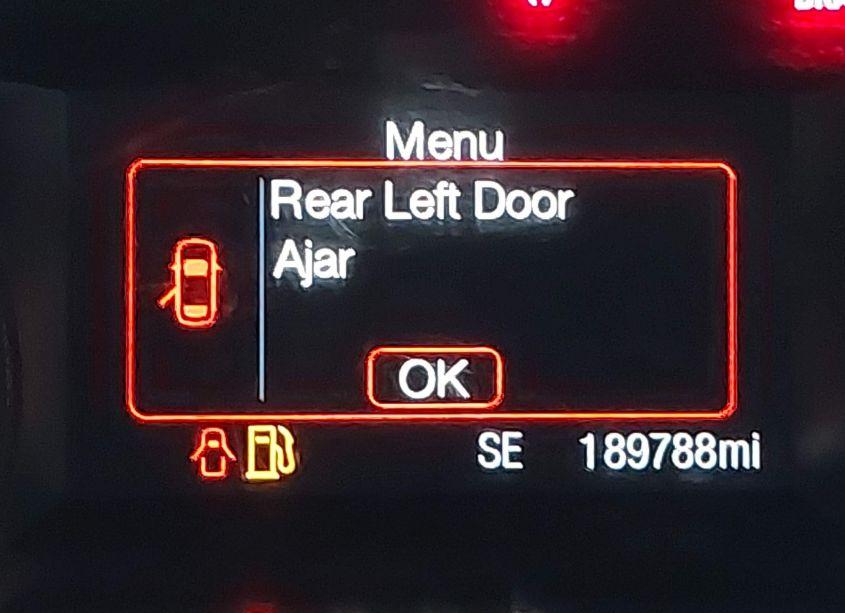 Menu
Rear Left Door
Ajar
OK
SE 189788mi